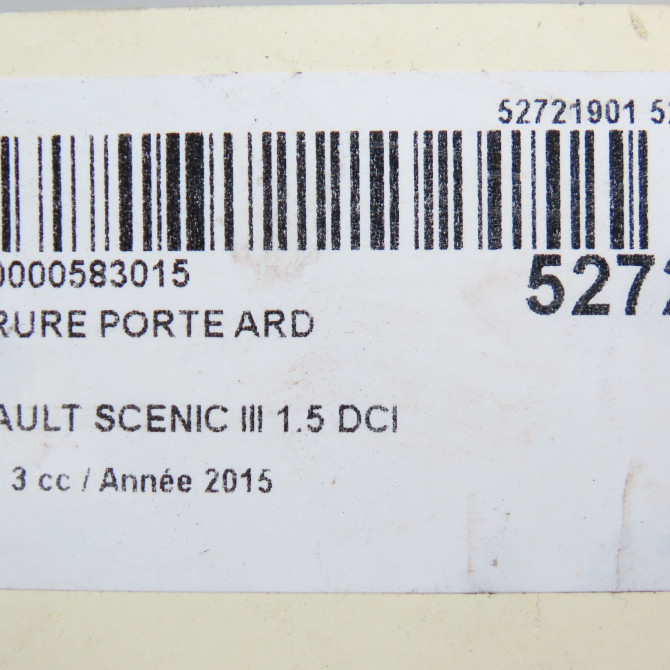 52721901 52
0000583015
5272
RURE PORTE ARD
AULT SCENIC III 1.5 DCI
3 cc / Année 2015